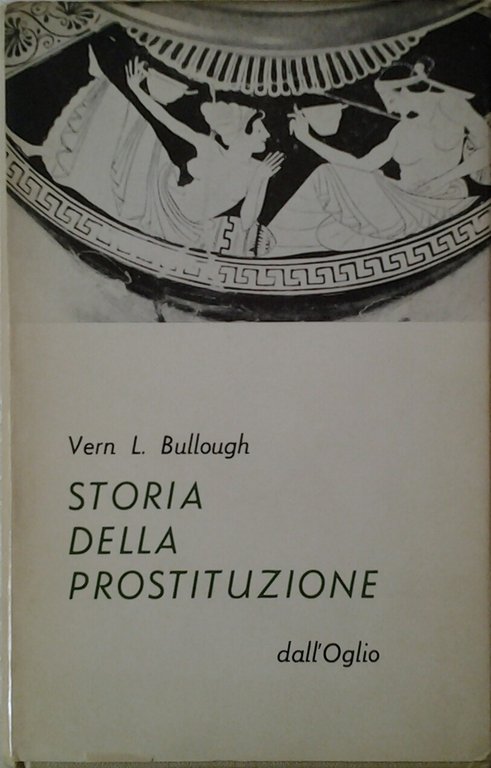 Vern L. Bullough
STORIA
DELLA
PROSTITUZIONE
dall'Oglio